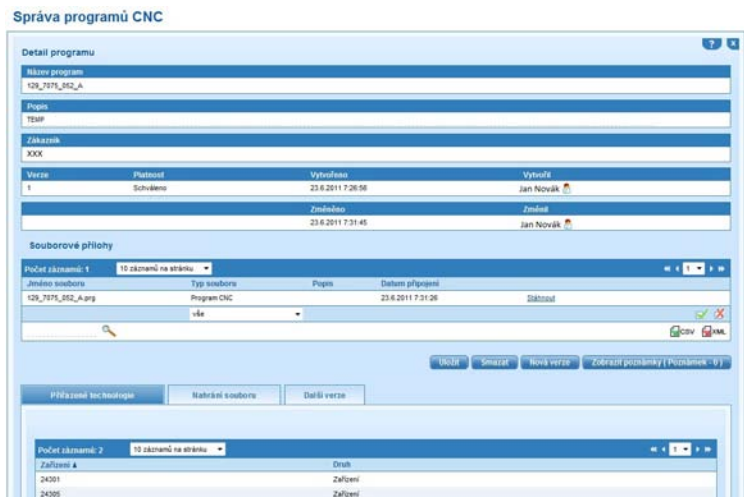 Správa programů CNC
Detail programu
?
x
Název program
129_7075_052_A
Popis
TEMP
Zákazník
XXX
Verze Platnost Vytvořeno Vytvořil
1 Schváleno 23.6.2011 7:26:56 Jan Novák
Změněno Změnil
23.6.2011 7:31:45 Jan Novák
Souborové přílohy
Počet záznamů: 1 10 záznamů na stránku 1
Jméno souboru Typ souboru Popis Datum připojení
129_7075_052_A.prg Program CNC 23.6.2011 7:31:26 Stáhnout
vše
CSV XML
Uložit Smazat Nová verze Zobrazit poznámky ( Poznámek - 0 )
Přiřazené technologie Nahrání souboru Další verze
Počet záznamů: 2 10 záznamů na stránku 1
Zařízení Druh
24301 Zařízení
24305 Zařízení